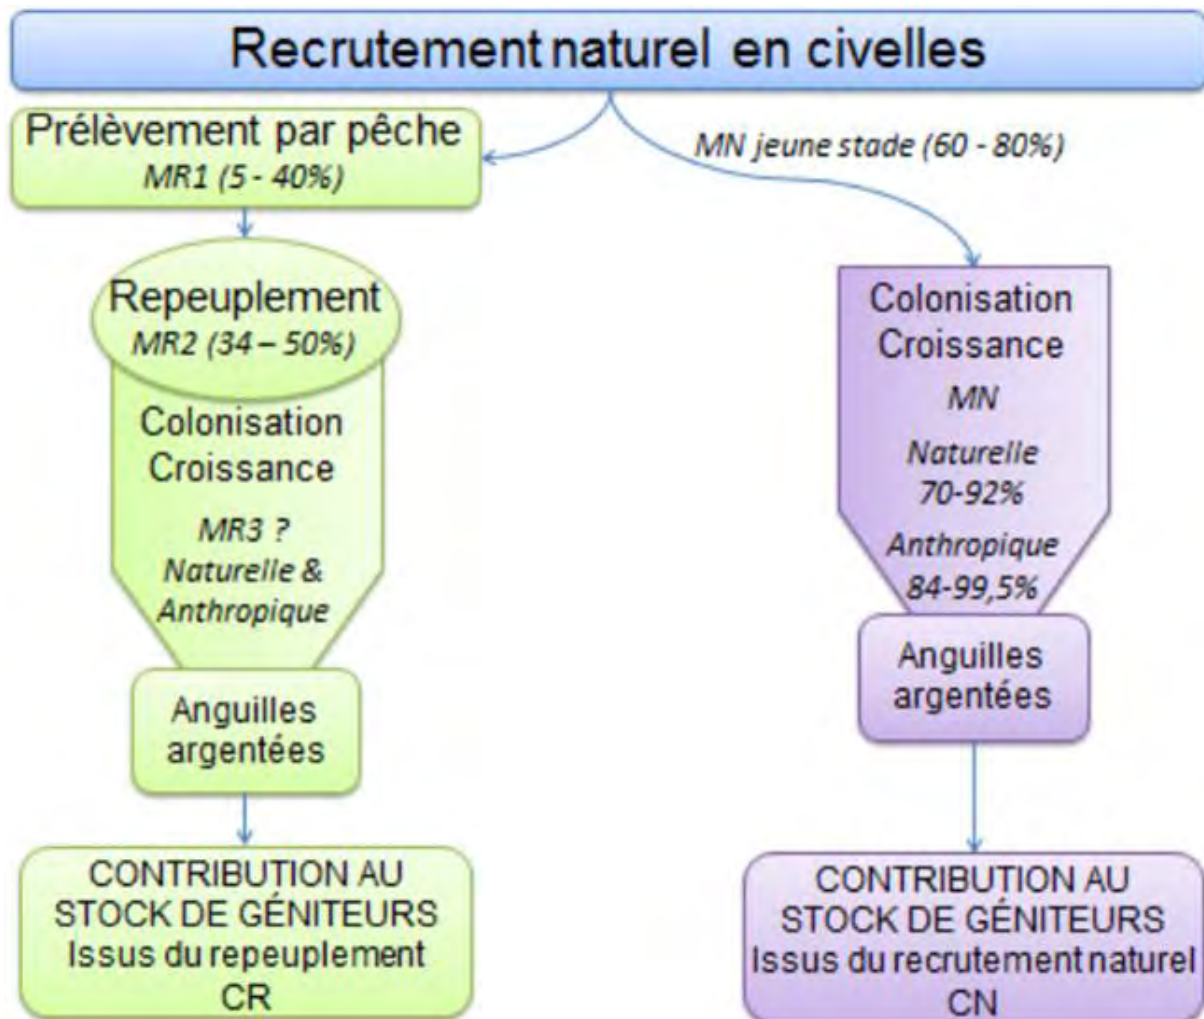 Recrutement naturel en civelles
Prélèvement par pêche
MR1 (5 - 40%)
MN jeune stade (60 - 80%)
Repeuplement
MR2 (34 – 50%)
Colonisation
Croissance
MR3 ?
Naturelle &
Anthropique
Anguilles
argentées
CONTRIBUTION AU
STOCK DE GÉNITEURS
Issus du repeuplement
CR
Colonisation
Croissance
MN
Naturelle
70-92%
Anthropique
84-99,5%
Anguilles
argentées
CONTRIBUTION AU
STOCK DE GÉNITEURS
Issus du recrutement naturel
CN